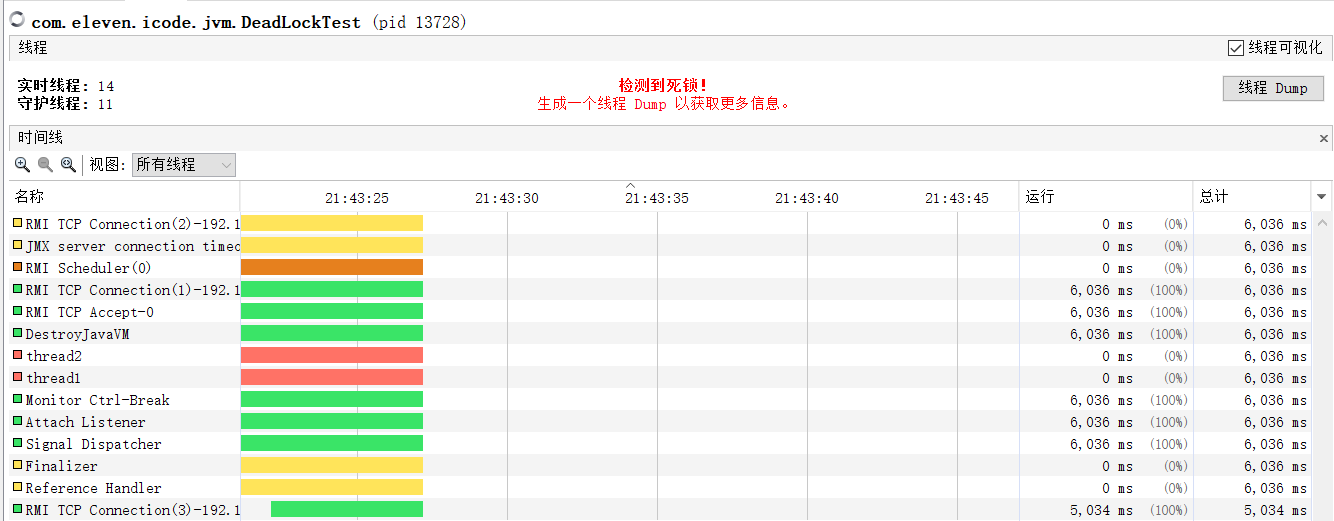 com.eleven.icode.jvm.DeadLockTest (pid 13728)
线程 线程可视化
实时线程: 14
守护线程: 11
检测到死锁!
生成一个线程 Dump 以获取更多信息。
线程 Dump
时间线
视图: 所有线程
名称 21:43:25 21:43:30 21:43:35 21:43:40 21:43:45 运行 总计
RMI TCP Connection(2)-192.1 0 ms (0%) 6,036 ms
JMX server connection timeo 0 ms (0%) 6,036 ms
RMI Scheduler(0) 0 ms (0%) 6,036 ms
RMI TCP Connection(1)-192.1 6,036 ms (100%) 6,036 ms
RMI TCP Accept-0 6,036 ms (100%) 6,036 ms
DestroyJavaVM 6,036 ms (100%) 6,036 ms
thread2 0 ms (0%) 6,036 ms
thread1 0 ms (0%) 6,036 ms
Monitor Ctrl-Break 6,036 ms (100%) 6,036 ms
Attach Listener 6,036 ms (100%) 6,036 ms
Signal Dispatcher 6,036 ms (100%) 6,036 ms
Finalizer 0 ms (0%) 6,036 ms
Reference Handler 0 ms (0%) 6,036 ms
RMI TCP Connection(3)-192.1 5,034 ms (100%) 5,034 ms